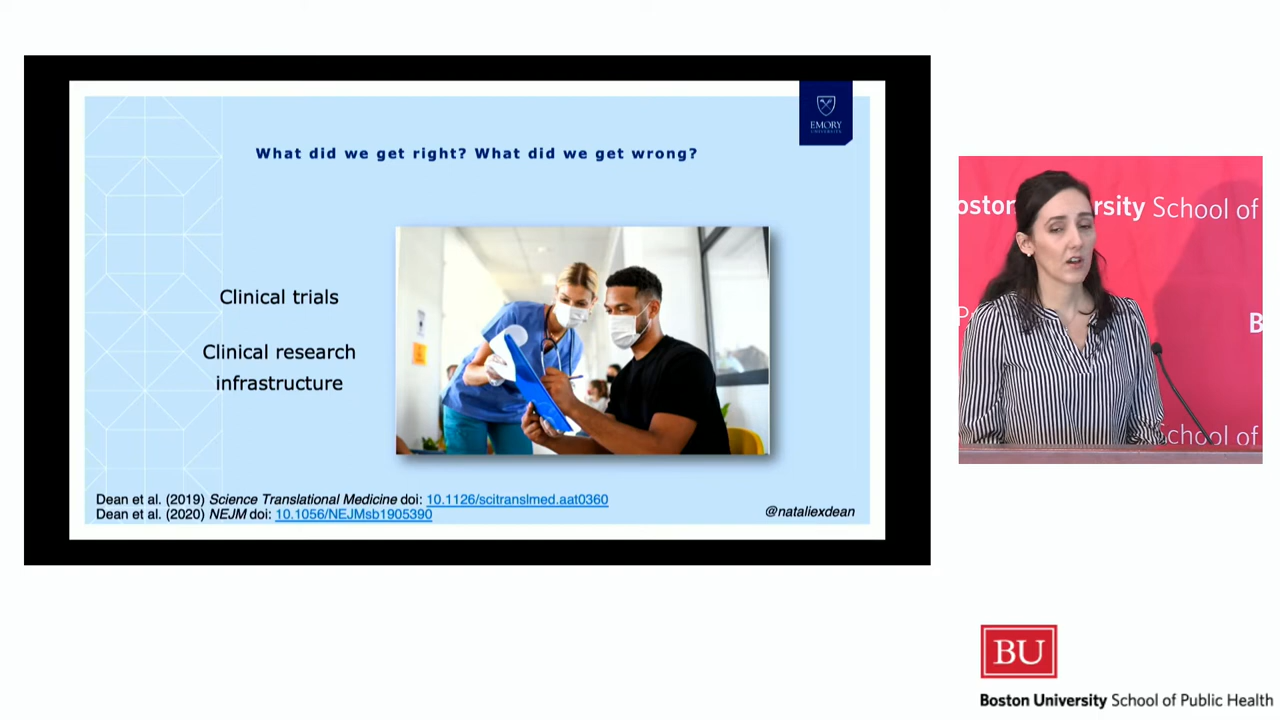 EMORY
UNIVERSITY
What did we get right? What did we get wrong?
Clinical trials
Clinical research
infrastructure
Dean et al. (2019) Science Translational Medicine doi: 10.1126/scitranslmed.aat0360
Dean et al. (2020) NEJM doi: 10.1056/NEJMsb1905390
@nataliexdean
oston University School of
P
B
School of
BU
Boston University School of Public Health